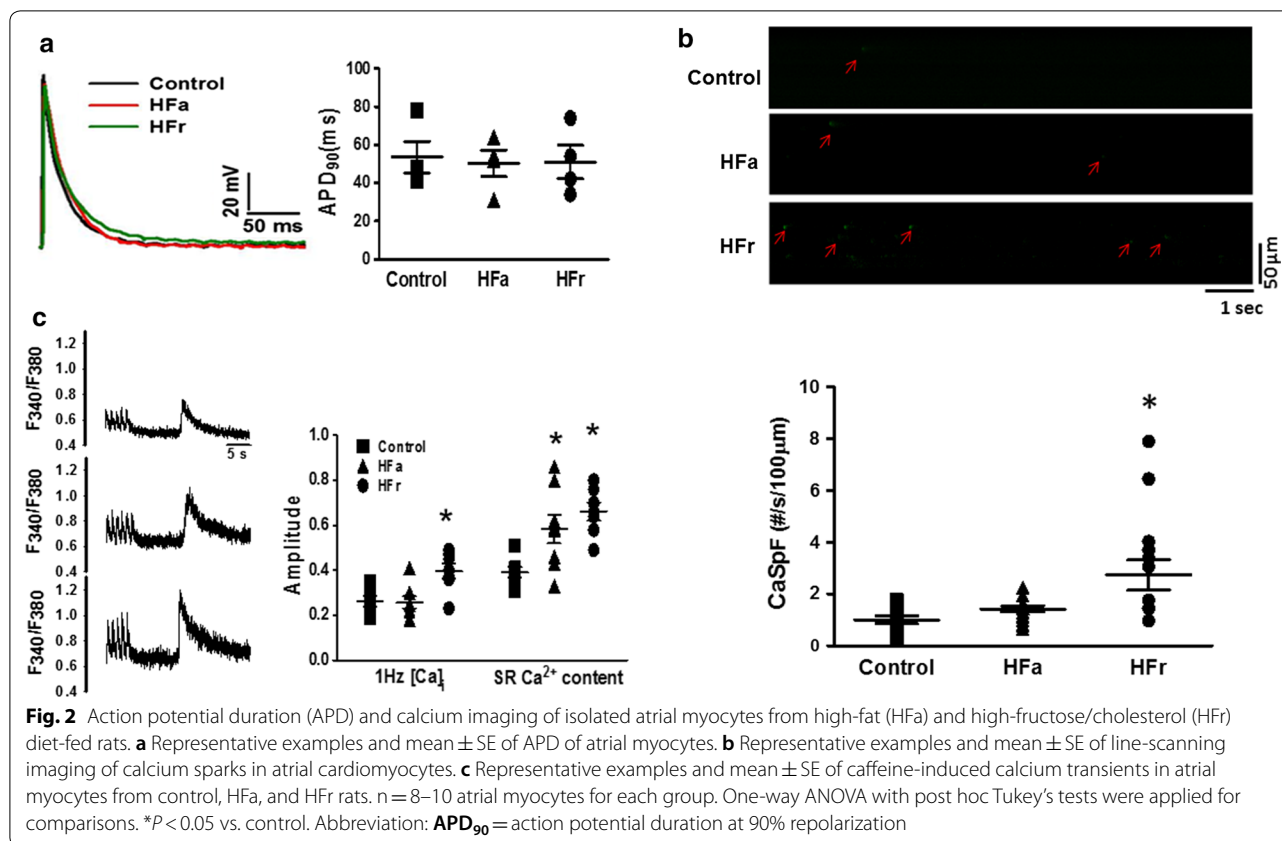 a
Control
HFa
HFr
20 mV
50 ms
APD90(m s)
100
80
60
40
20
0
Control HFa HFr
b
Control
HFa
HFr
50 µm
1 sec
c
F340/F380
1.2
1.0
0.8
0.6
0.4
5 s
F340/F380
1.2
1.0
0.8
0.6
0.4
F340/F380
1.2
1.0
0.8
0.6
Amplitude
1.0
0.8
0.6
0.4
0.2
0.0
Control
HFa
HFr
*
*
*
1Hz [Ca]i SR Ca2+ content
CaSpF (#/s/100µm)
10
8
6
4
2
0
*
Control HFa HFr
Fig. 2 Action potential duration (APD) and calcium imaging of isolated atrial myocytes from high-fat (HFa) and high-fructose/cholesterol (HFr)
diet-fed rats. a Representative examples and mean ± SE of APD of atrial myocytes. b Representative examples and mean ± SE of line-scanning
imaging of calcium sparks in atrial cardiomyocytes. c Representative examples and mean ± SE of caffeine-induced calcium transients in atrial
myocytes from control, HFa, and HFr rats. n = 8–10 atrial myocytes for each group. One-way ANOVA with post hoc Tukey's tests were applied for
comparisons. *P < 0.05 vs. control. Abbreviation: APD90 = action potential duration at 90% repolarization